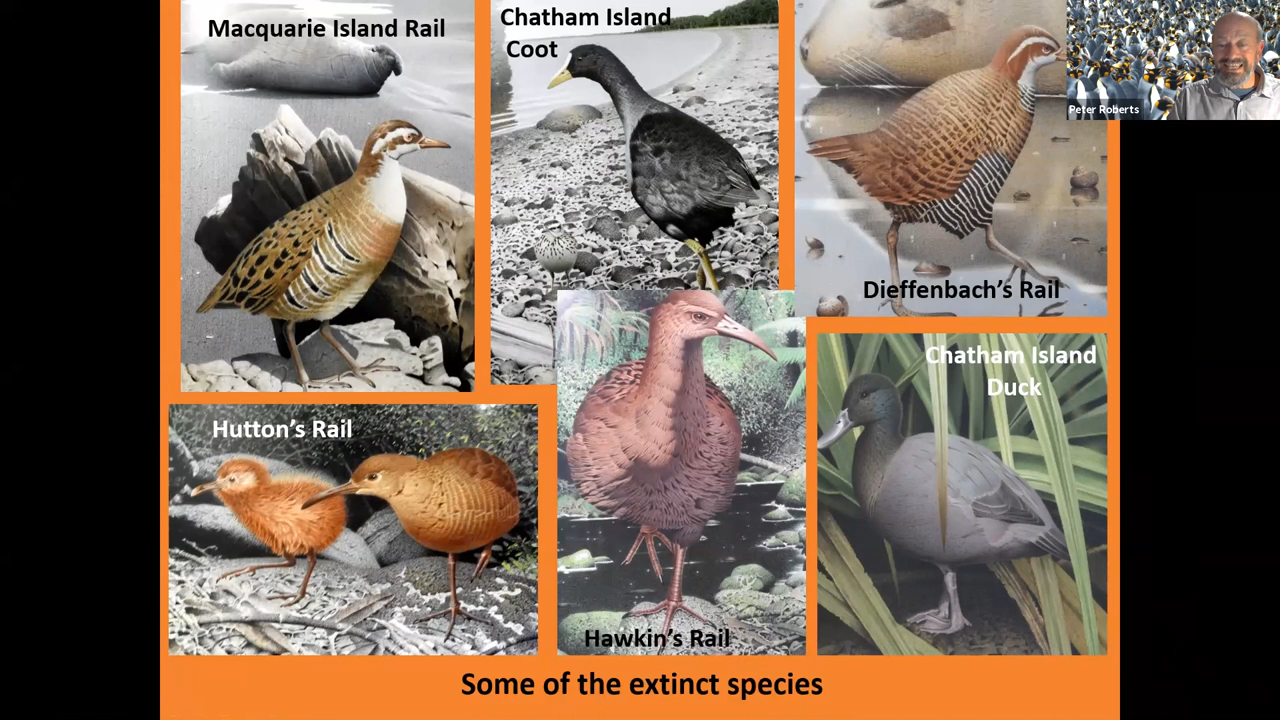 Macquarie Island Rail
Chatham Island
Coot
Peter Roberts
Dieffenbach’s Rail
Chatham Island
Duck
Hutton’s Rail
Hawkin’s Rail
Some of the extinct species